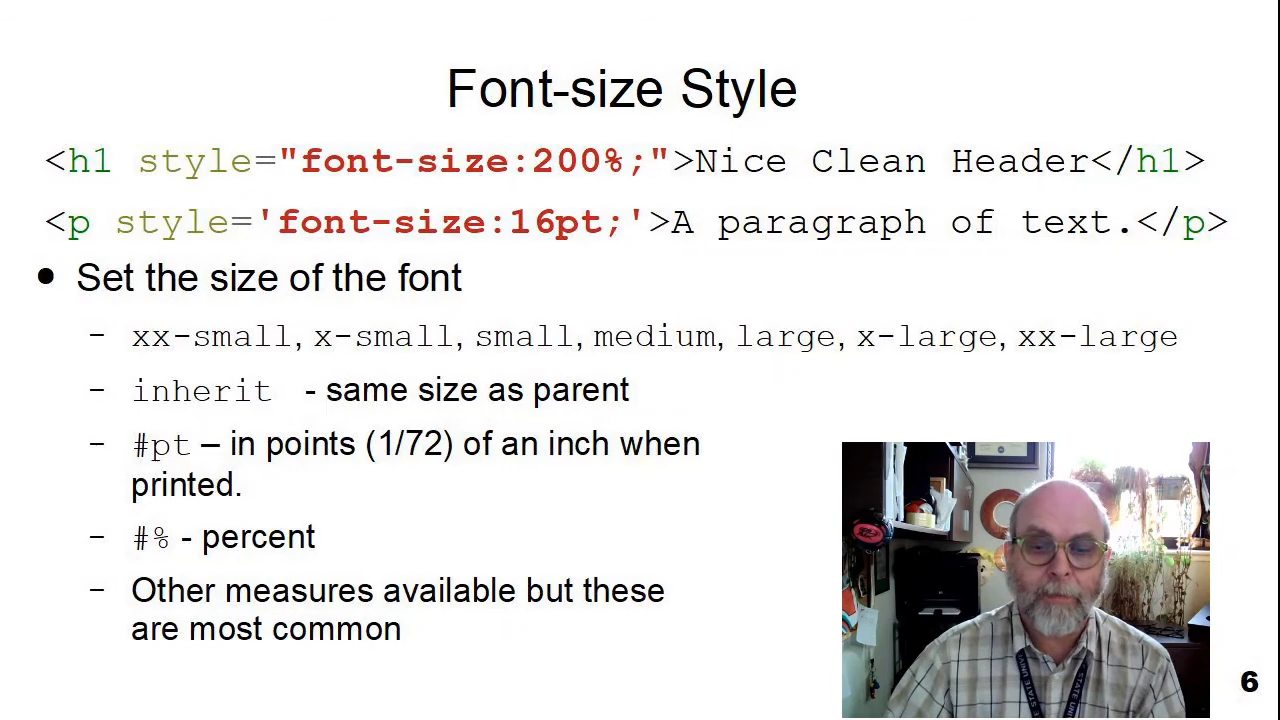 Font-size Style
<h1 style="font-size:200%;">Nice Clean Header</h1>
<p style='font-size:16pt;'>A paragraph of text.</p>
● Set the size of the font
– xx-small, x-small, small, medium, large, x-large, xx-large
– inherit - same size as parent
– #pt – in points (1/72) of an inch when
printed.
– #% - percent
– Other measures available but these
are most common
STATE UNIV
6